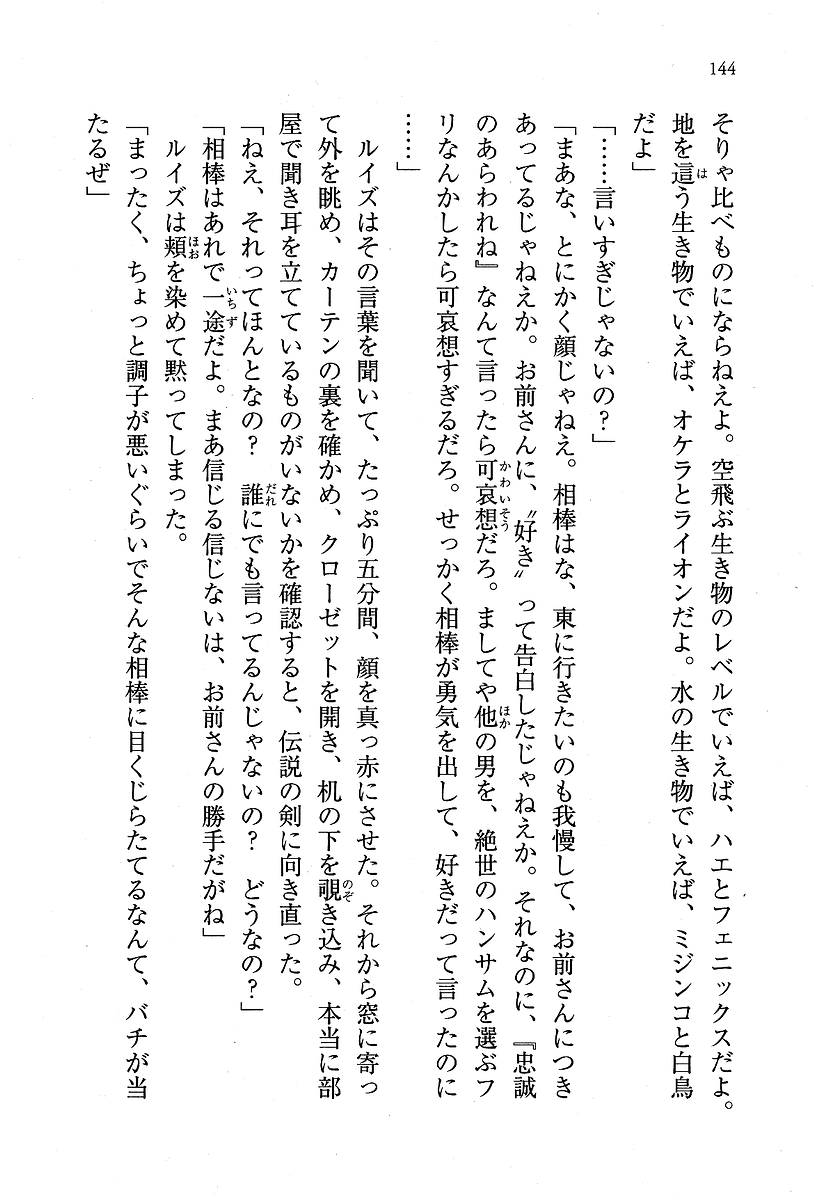 144
そりゃ比べものにならねえよ。空飛ぶ生き物のレベルでいえば、ハエとフェニックスだよ。
地を這う生き物でいえば、オケラとライオンだよ。水の生き物でいえば、ミジンコと白鳥
だよ」
「……言いすぎじゃないの？」
「まあな、とにかく顔じゃねえ。相棒はな、東に行きたいのも我慢して、お前さんにつき
あってるじゃねえか。お前さんに、〝好き〟って告白したじゃねえか。それなのに、『忠誠
のあらわれね』なんて言ったら可哀想だろ。ましてや他の男を、絶世のハンサムを選ぶフ
リなんかしたら可哀想すぎるだろ。せっかく相棒が勇気を出して、好きだって言ったのに
……」
ルイズはその言葉を聞いて、たっぷり五分間、顔を真っ赤にさせた。それから窓に寄っ
て外を眺め、カーテンの裏を確かめ、クローゼットを開き、机の下を覗き込み、本当に部
屋で聞き耳を立てているものがいないかを確認すると、伝説の剣に向き直った。
「ねえ、それってほんとなの？　誰にでも言ってるんじゃないの？　どうなの？」
「相棒はあれで一途だよ。まあ信じる信じないは、お前さんの勝手だがね」
ルイズは頬を染めて黙ってしまった。
「まったく、ちょっと調子が悪いぐらいでそんな相棒に目くじらたてるなんて、バチが当
たるぜ」